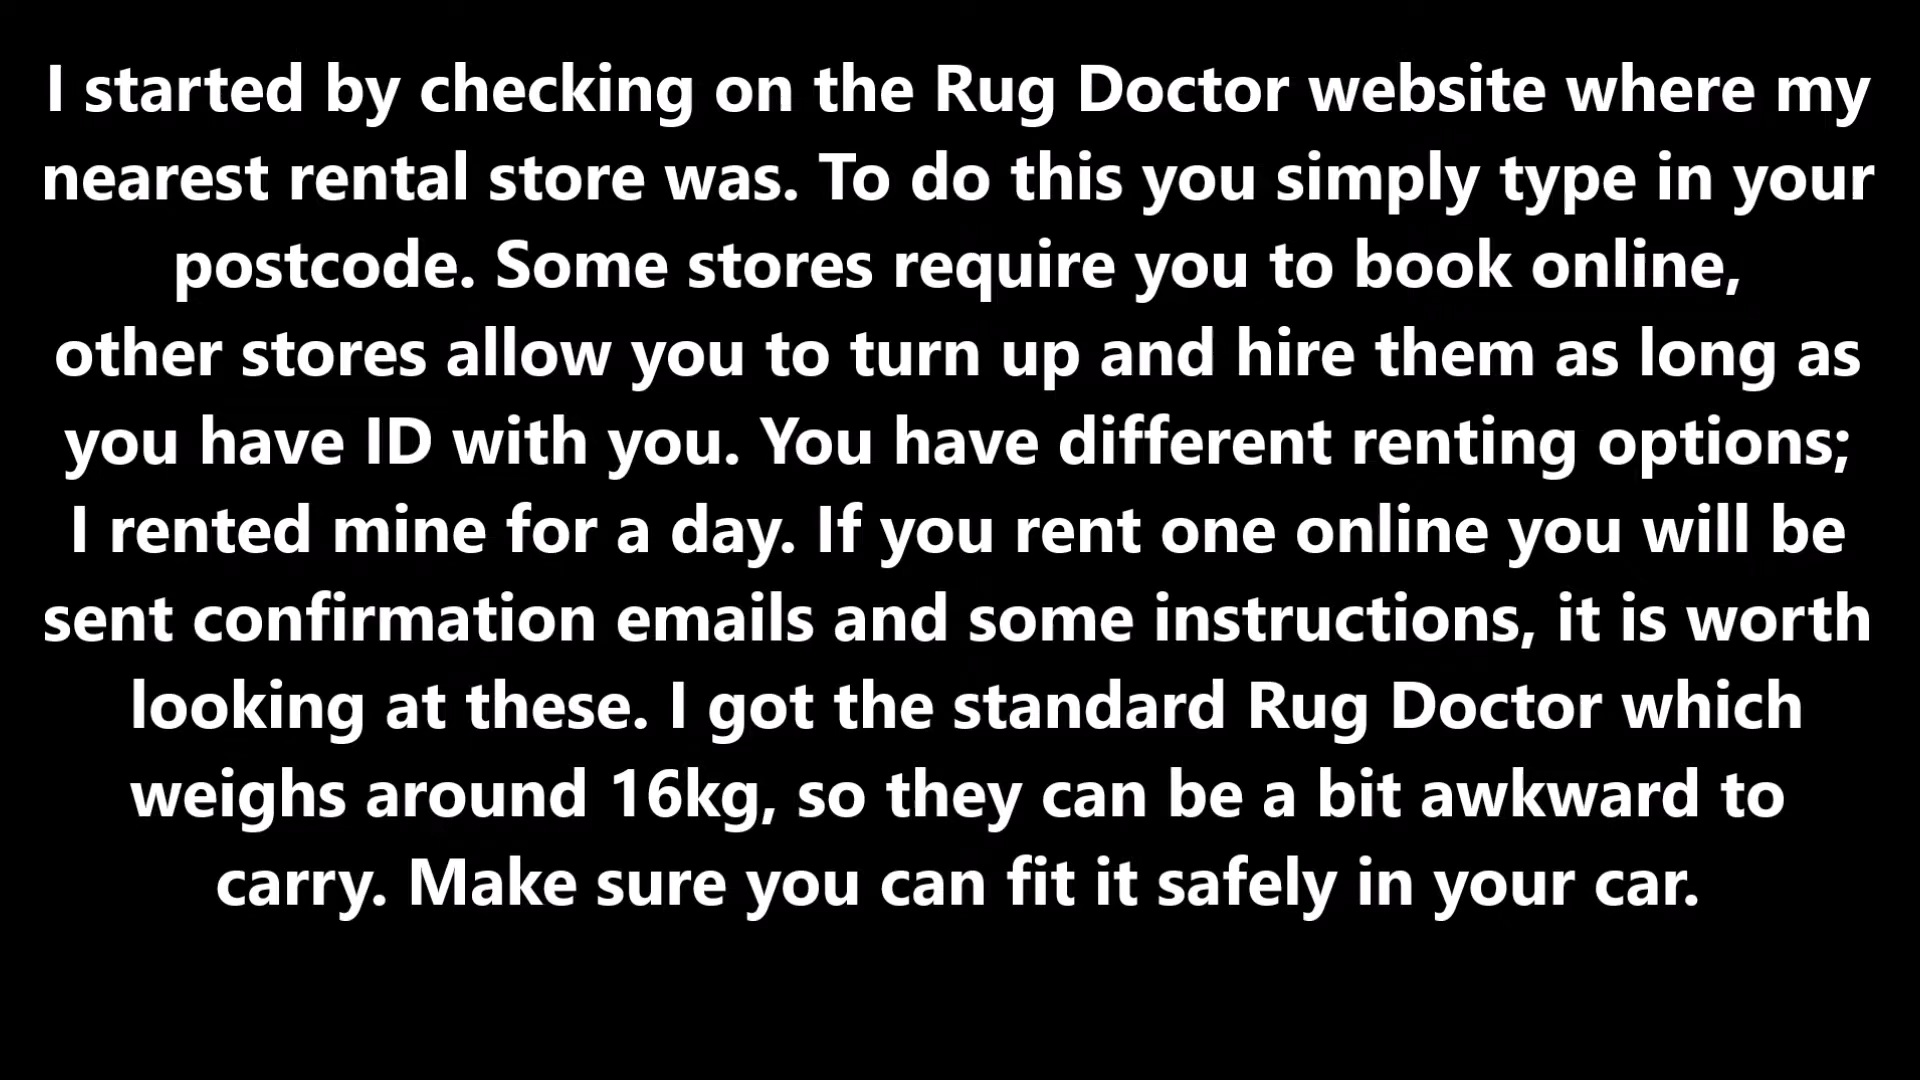 I started by checking on the Rug Doctor website where my
nearest rental store was. To do this you simply type in your
postcode. Some stores require you to book online,
other stores allow you to turn up and hire them as long as
you have ID with you. You have different renting options;
I rented mine for a day. If you rent one online you will be
sent confirmation emails and some instructions, it is worth
looking at these. I got the standard Rug Doctor which
weighs around 16kg, so they can be a bit awkward to
carry. Make sure you can fit it safely in your car.